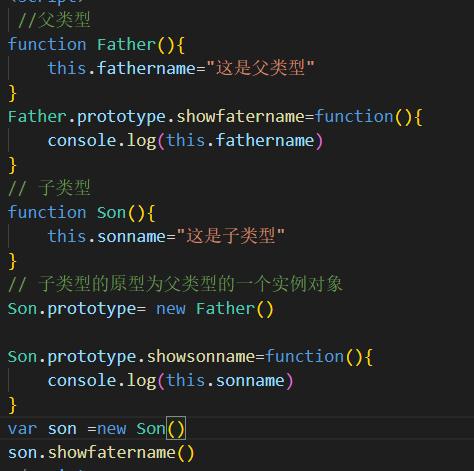 //父类型
function Father(){
this.fathername="这是父类型"
}
Father.prototype.showfatername=function(){
console.log(this.fathername)
}
// 子类型
function Son(){
this.sonname="这是子类型"
}
// 子类型的原型为父类型的一个实例对象
Son.prototype= new Father()
Son.prototype.showsonname=function(){
console.log(this.sonname)
}
var son =new Son()
son.showfatername()